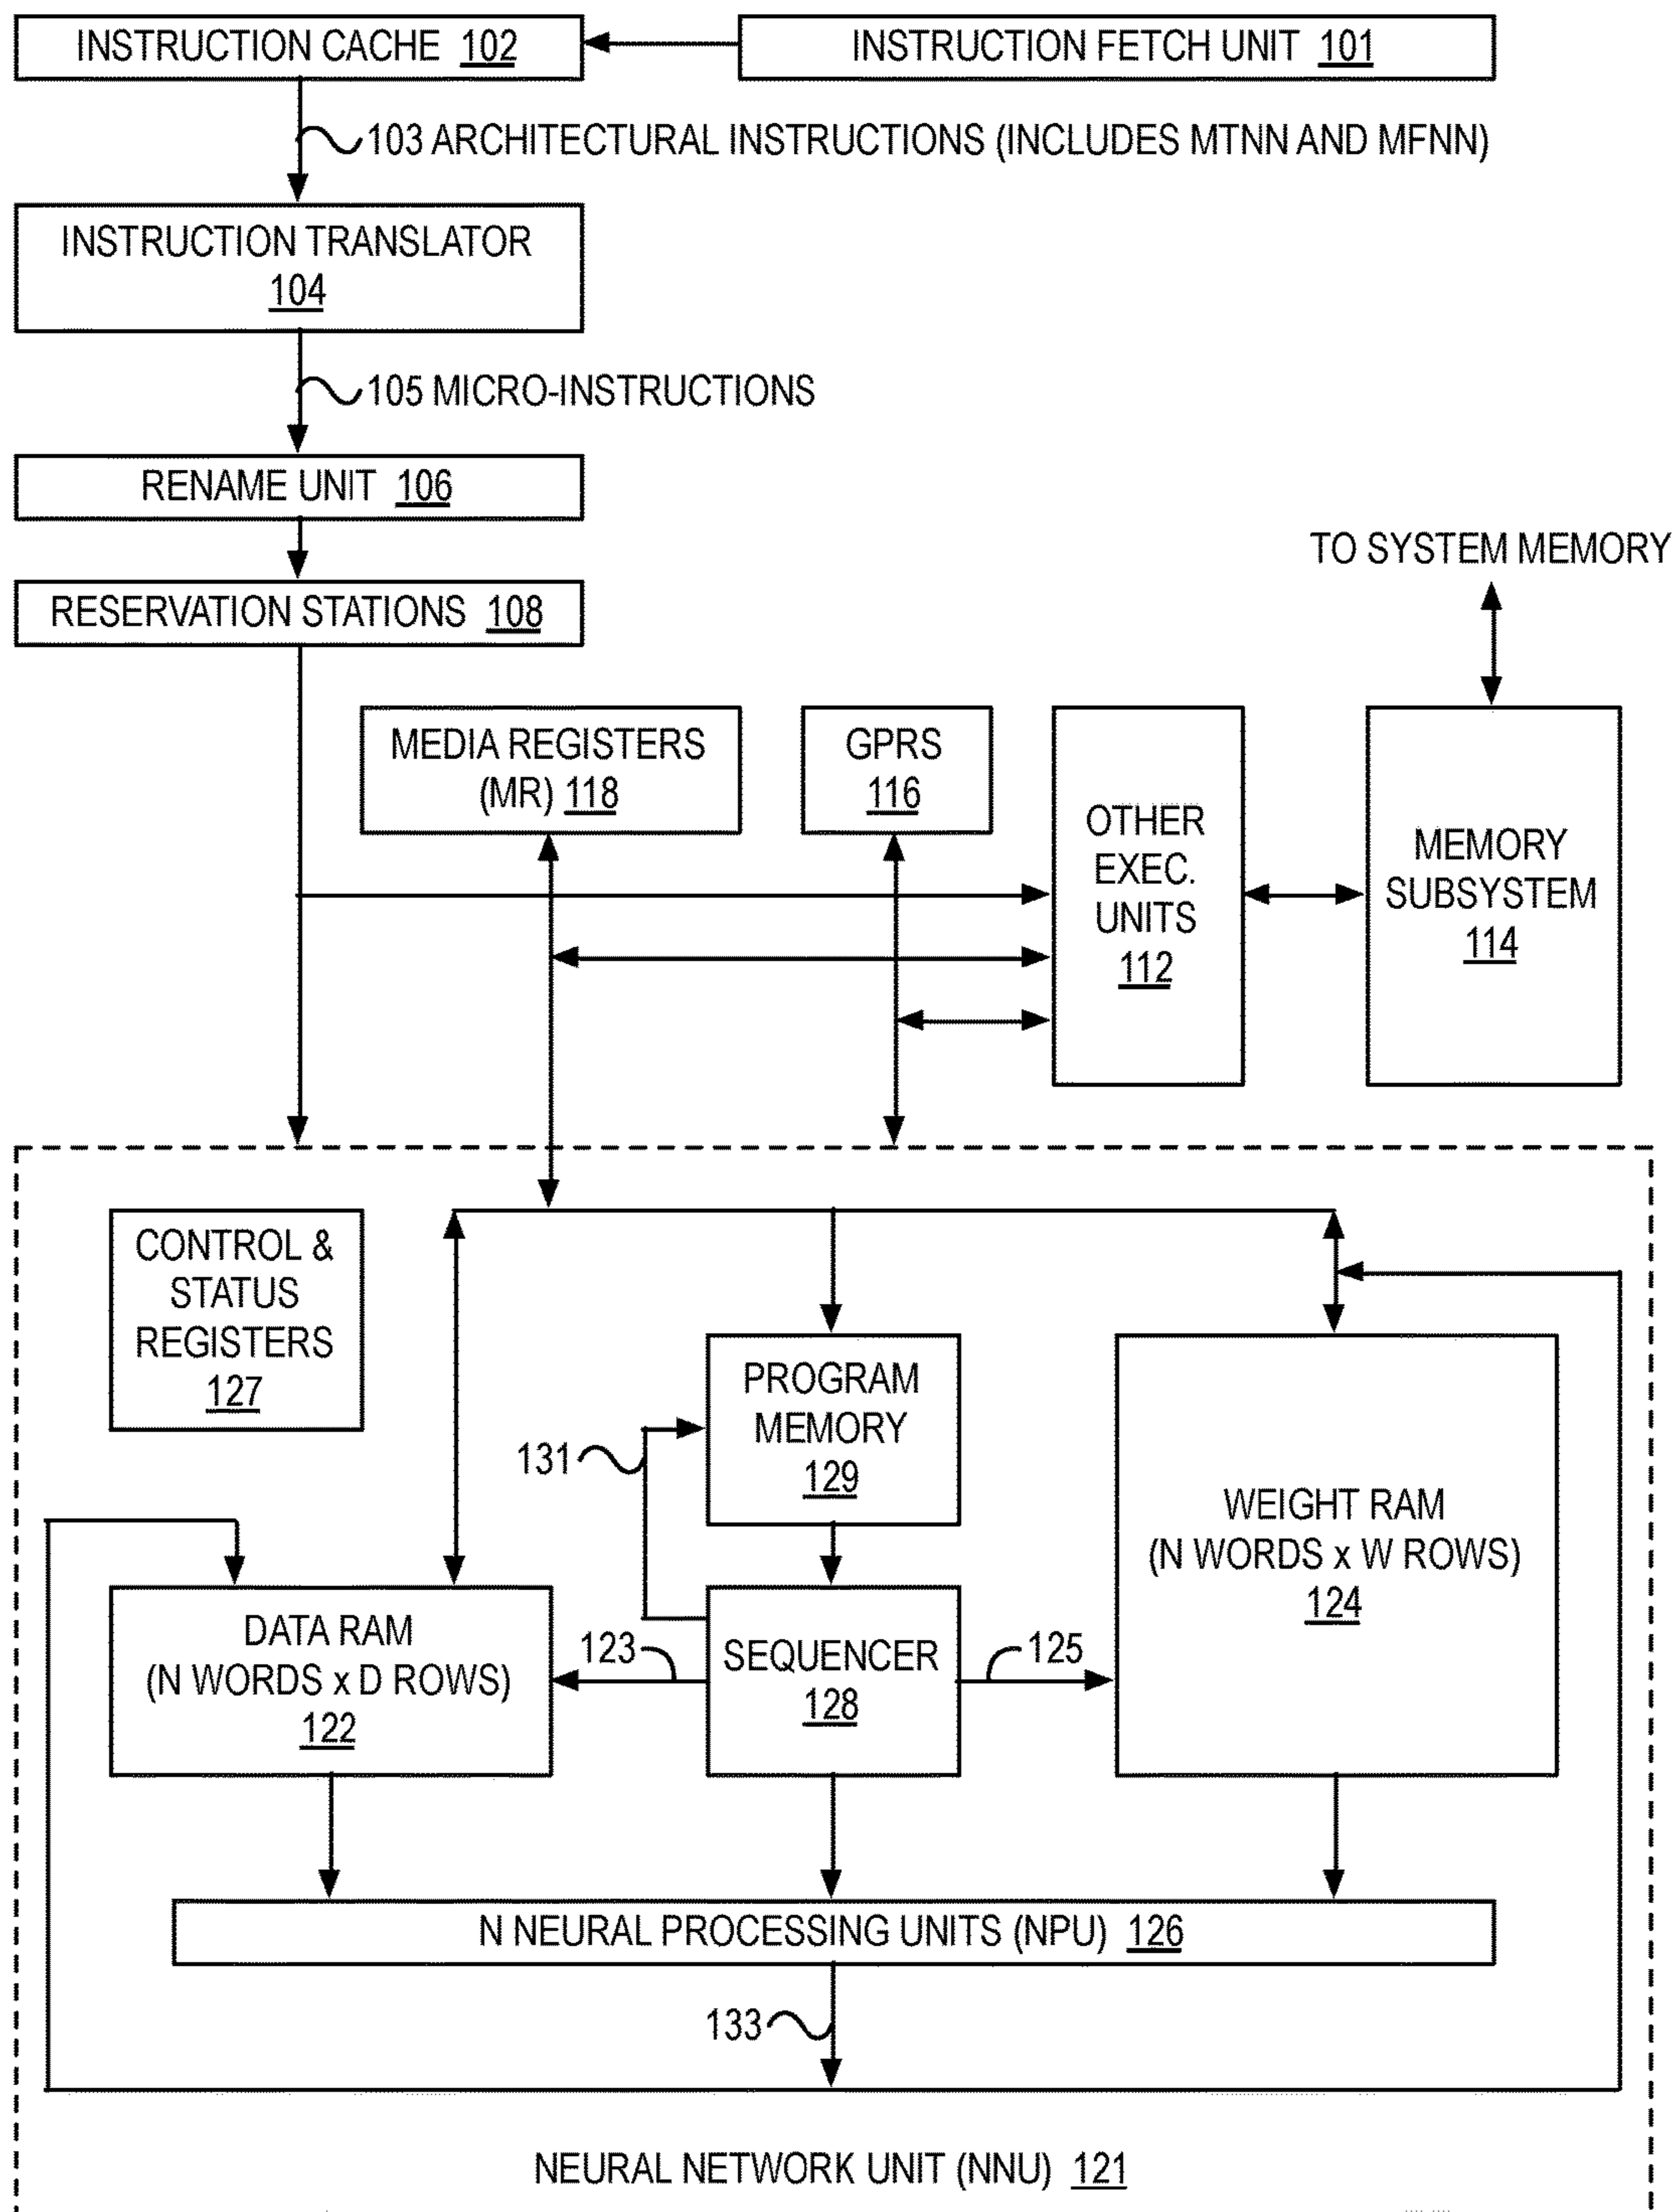 INSTRUCTION CACHE 102
INSTRUCTION FETCH UNIT 101
103 ARCHITECTURAL INSTRUCTIONS (INCLUDES MTNN AND MFNN)
INSTRUCTION TRANSLATOR
104
105 MICRO-INSTRUCTIONS
RENAME UNIT 106
TO SYSTEM MEMORY
RESERVATION STATIONS 108
MEDIA REGISTERS
(MR) 118
GPRS
116
OTHER
EXEC.
UNITS
112
MEMORY
SUBSYSTEM
114
CONTROL &
STATUS
REGISTERS
127
PROGRAM
MEMORY
129
131
WEIGHT RAM
(N WORDS x W ROWS)
124
DATA RAM
(N WORDS x D ROWS)
122
123
SEQUENCER
128
125
N NEURAL PROCESSING UNITS (NPU) 126
133
NEURAL NETWORK UNIT (NNU) 121